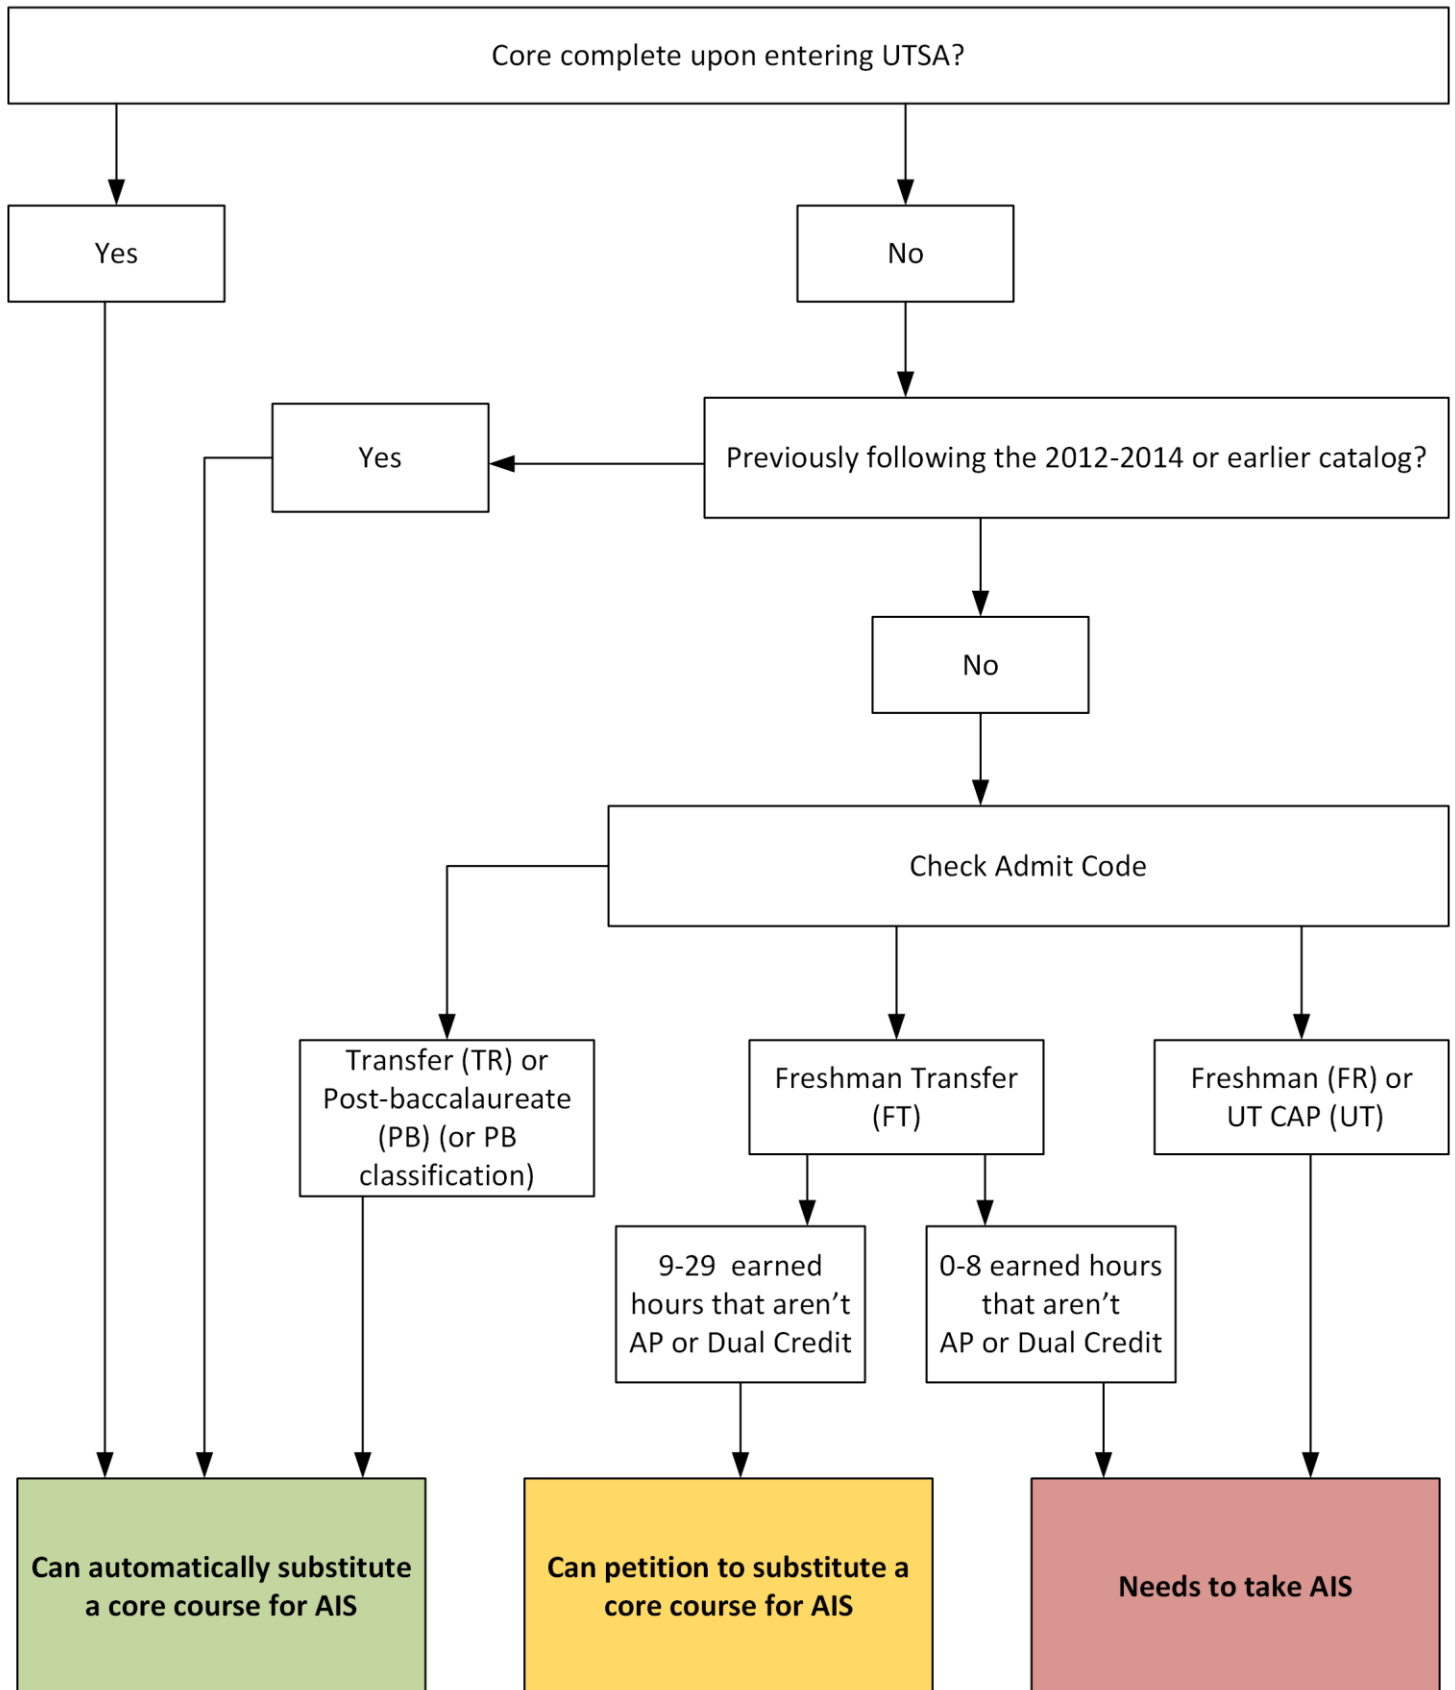 Core complete upon entering UTSA?
Yes
No
Yes
Previously following the 2012-2014 or earlier catalog?
No
Check Admit Code
Transfer (TR) or
Post-baccalaureate
(PB) (or PB
classification)
Freshman Transfer
(FT)
Freshman (FR) or
UT CAP (UT)
9-29 earned
hours that aren’t
AP or Dual Credit
0-8 earned hours
that aren’t
AP or Dual Credit
Can automatically substitute
a core course for AIS
Can petition to substitute a
core course for AIS
Needs to take AIS